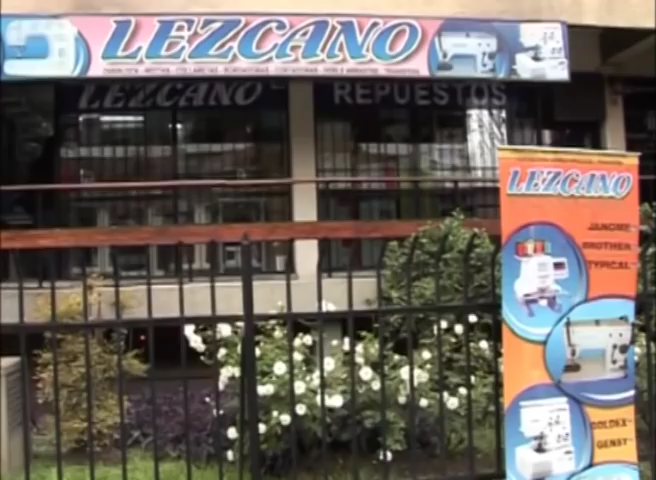 LEZCANO
LEZCANO REPUESTOS
LEZCANO
JANOME
BROTHER
TYPICAL
GOLDEX
GENSY